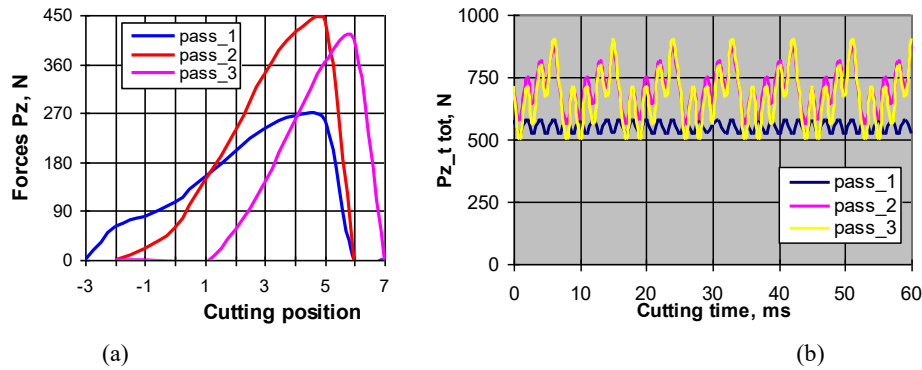 450
360
270
180
90
0
Forces Pz, N
pass_1
pass_2
pass_3
-3 -1 1 3 5 7
Cutting position
(a)
1000
750
500
250
0
Pz_t tot, N
pass_1
pass_2
pass_3
0 10 20 30 40 50 60
Cutting time, ms
(b)